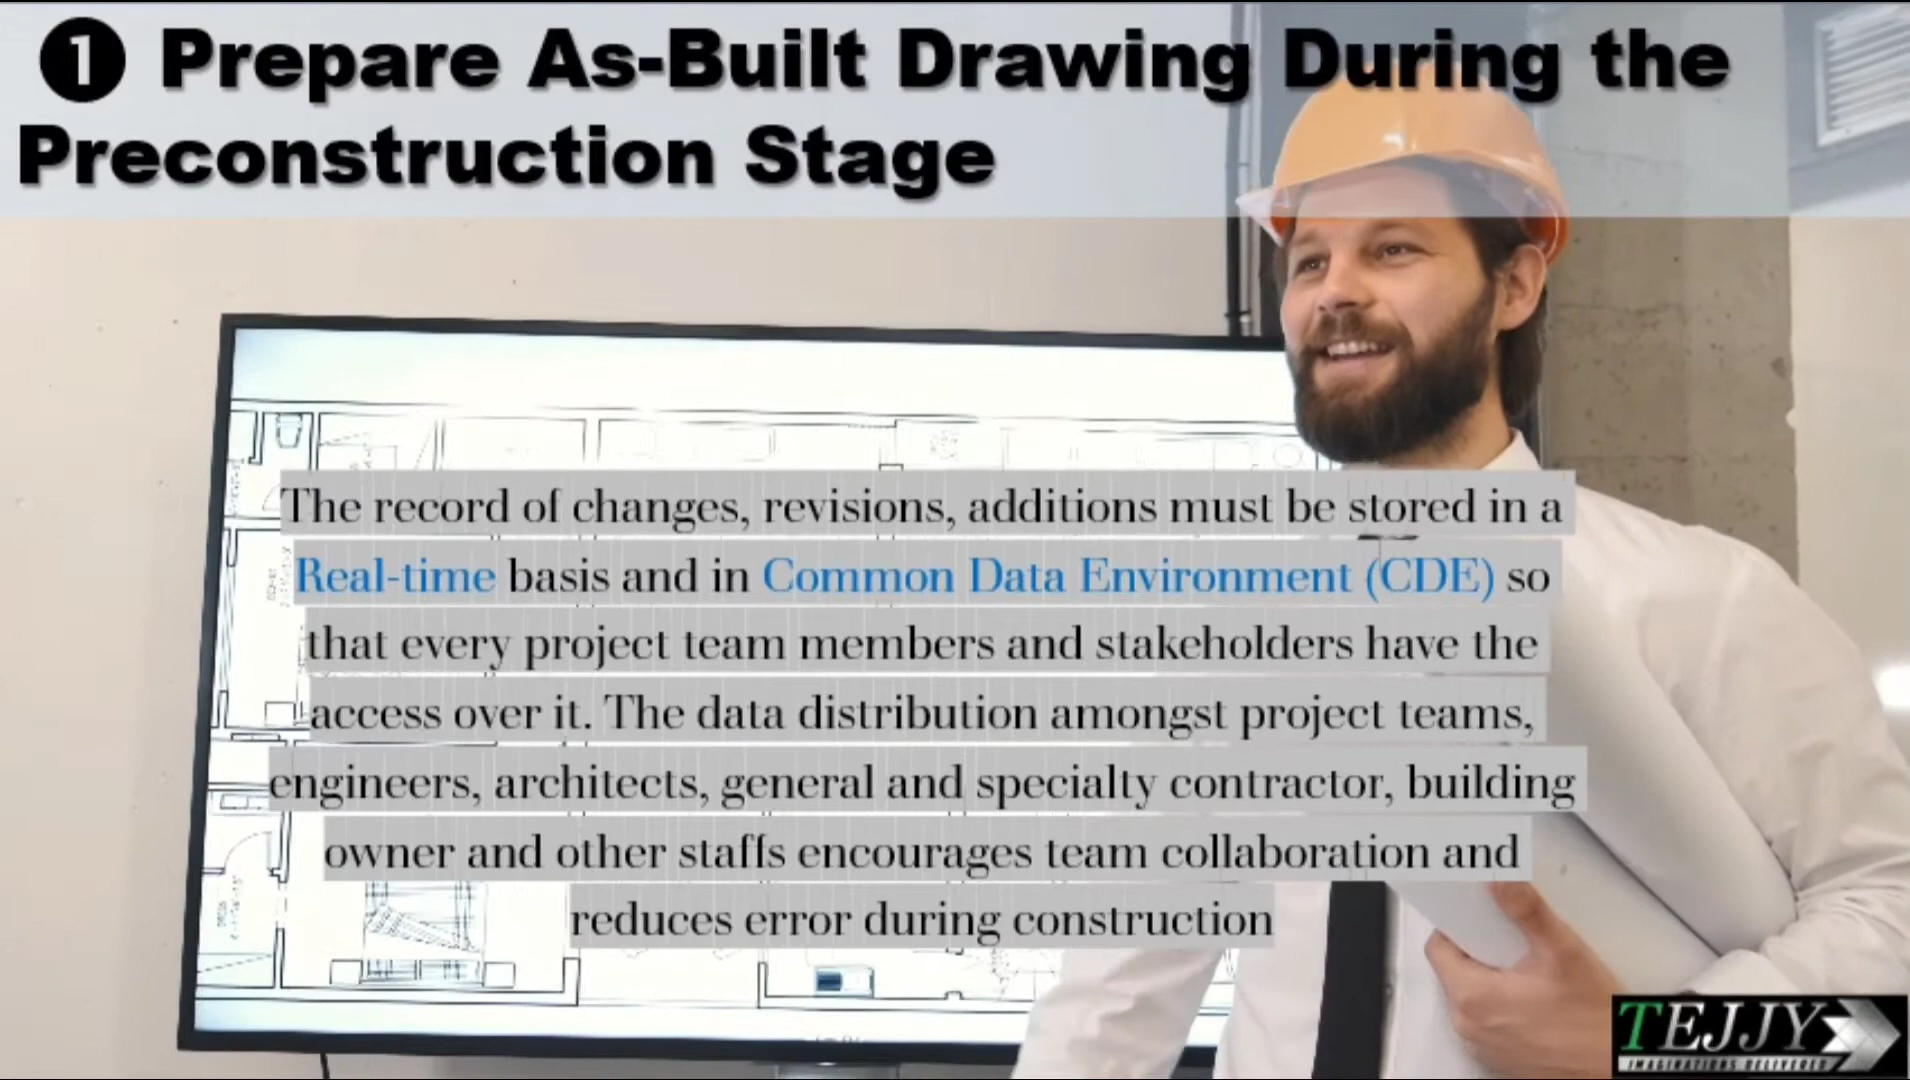 ❶ Prepare As-Built Drawing During the
Preconstruction Stage
The record of changes, revisions, additions must be stored in a
Real-time basis and in Common Data Environment (CDE) so
that every project team members and stakeholders have the
access over it. The data distribution amongst project teams,
engineers, architects, general and specialty contractor, building
owner and other staffs encourages team collaboration and
reduces error during construction
TEJJY
IMAGINATIONS DELIVERED